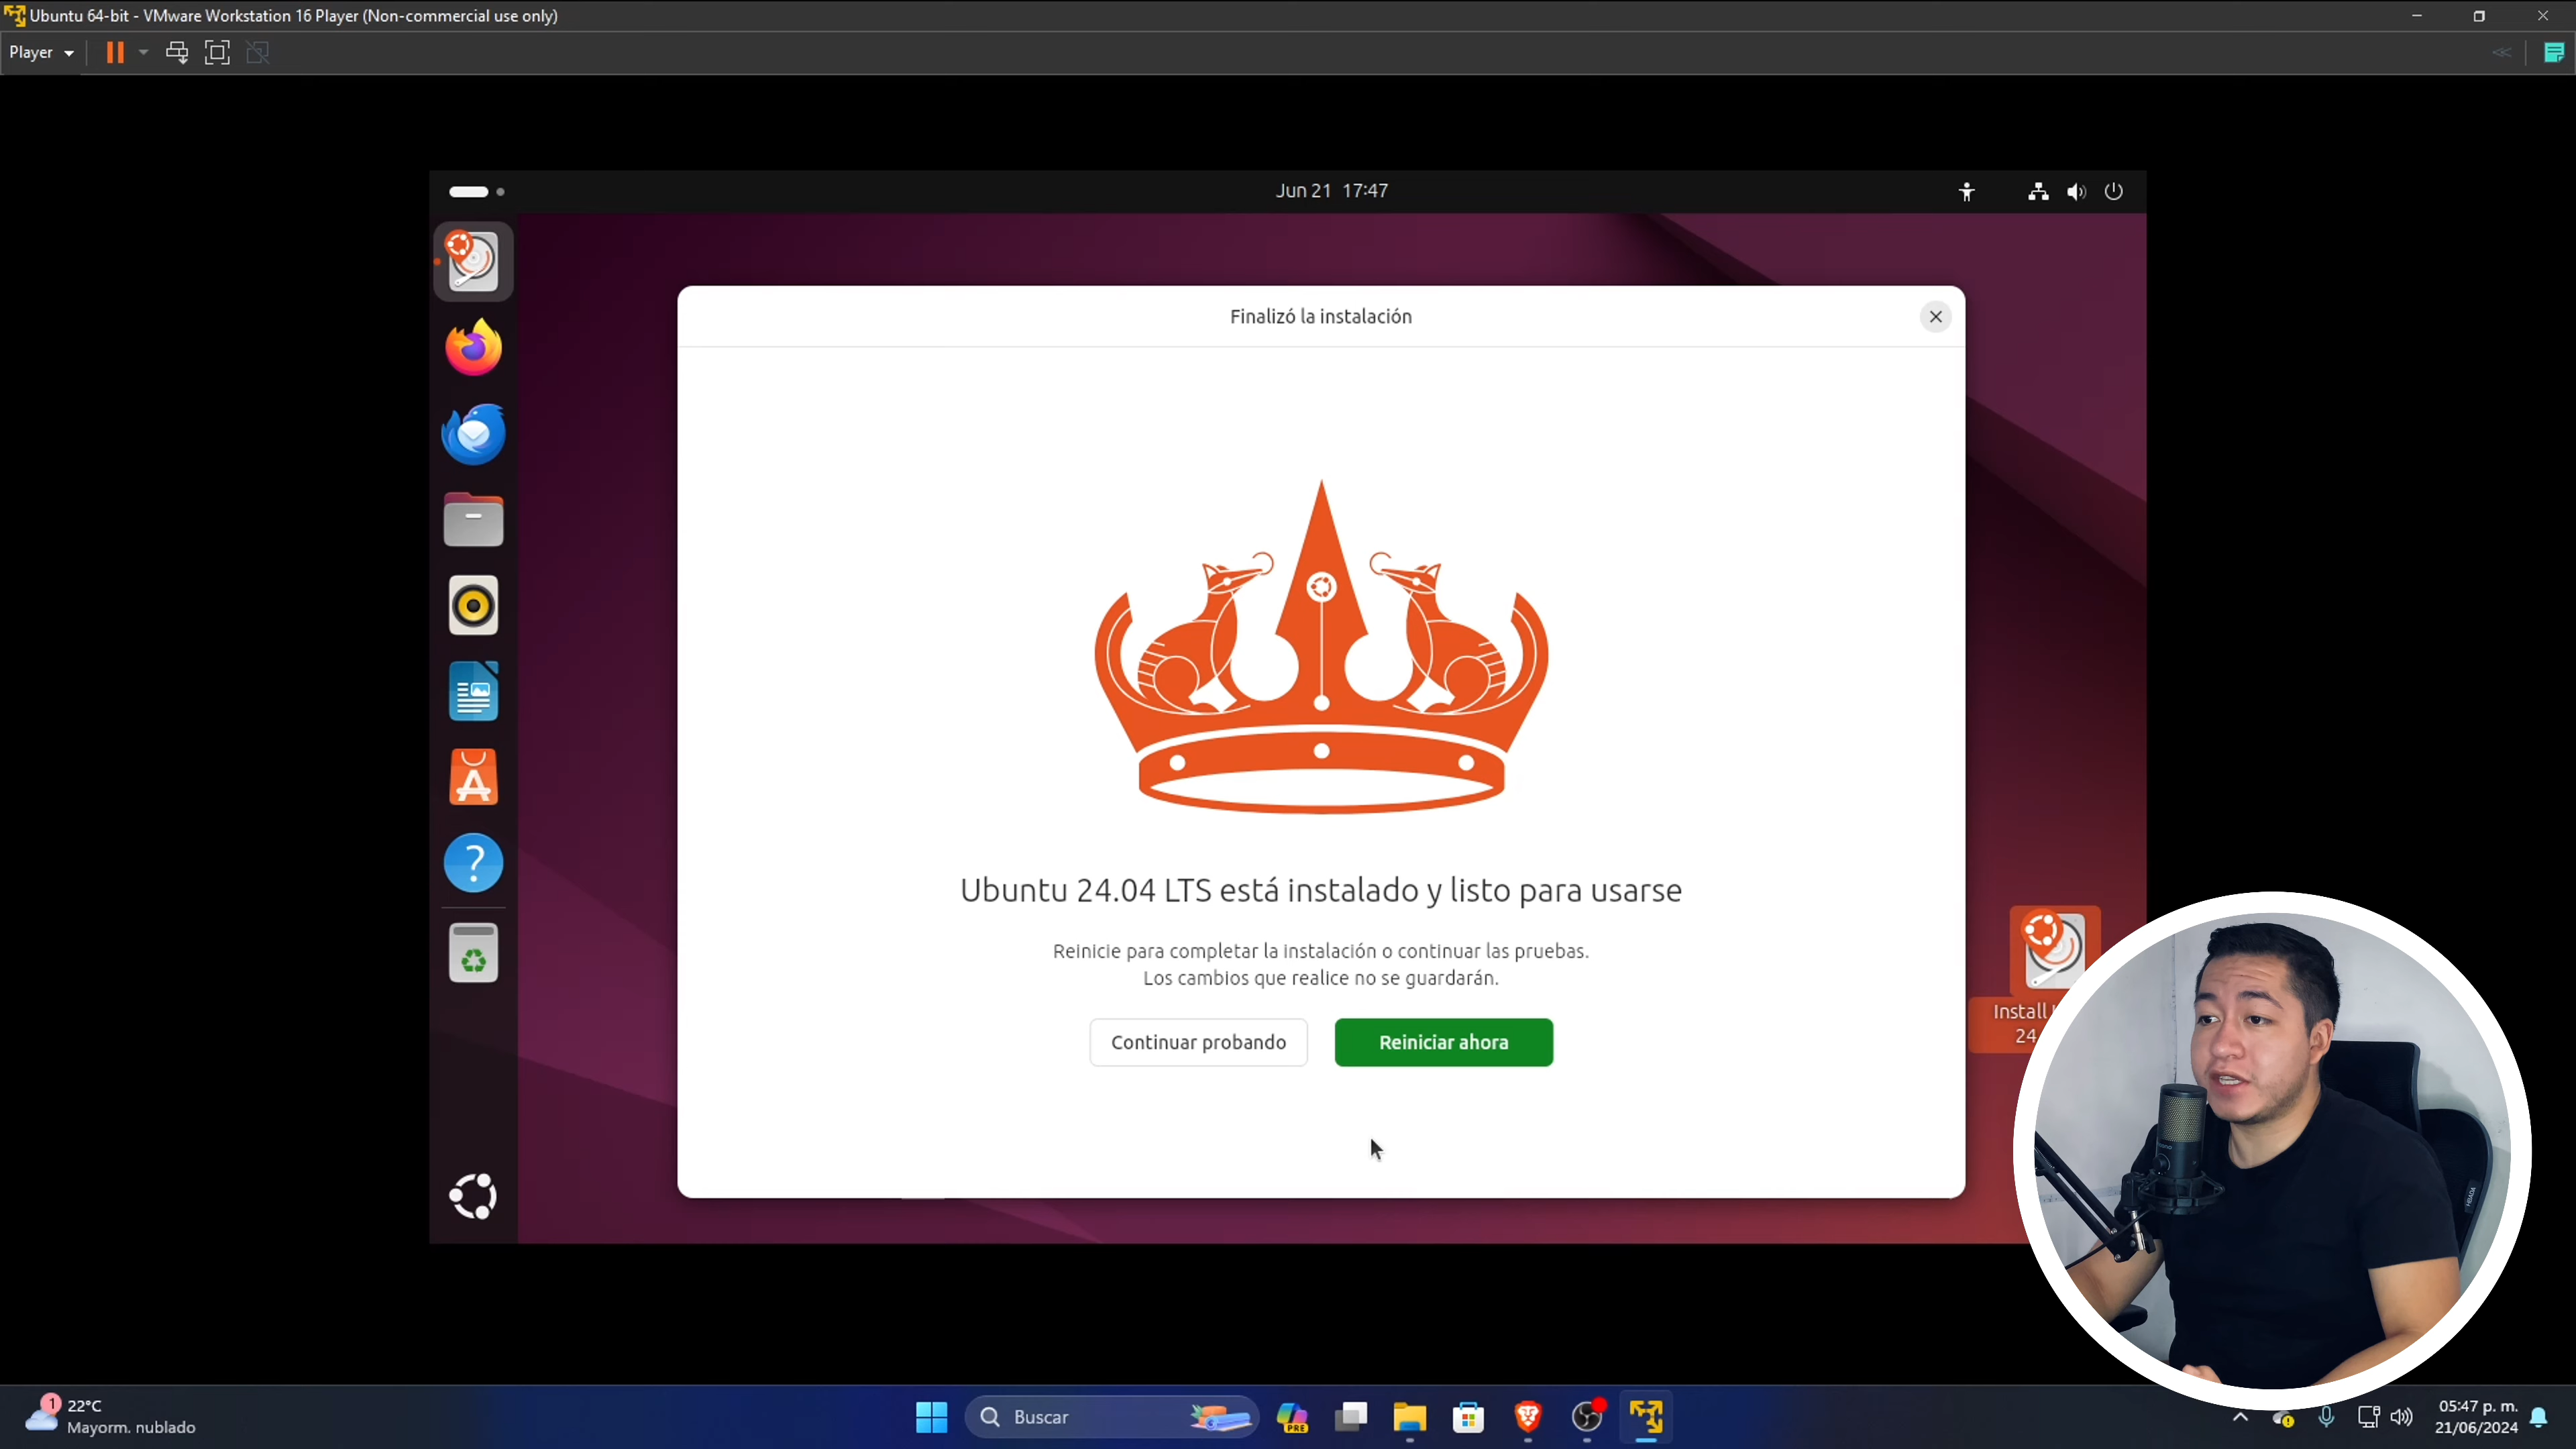 Ubuntu 64-bit - VMware Workstation 16 Player (Non-commercial use only)
Player
Jun 21 17:47
Finalizó la instalación
Ubuntu 24.04 LTS está instalado y listo para usarse
Reinicie para completar la instalación o continuar las pruebas.
Los cambios que realice no se guardarán.
Continuar probando
Reiniciar ahora
Install
24
1
22°C
Mayorm. nublado
Buscar
PRE
05:47 p. m.
21/06/2024